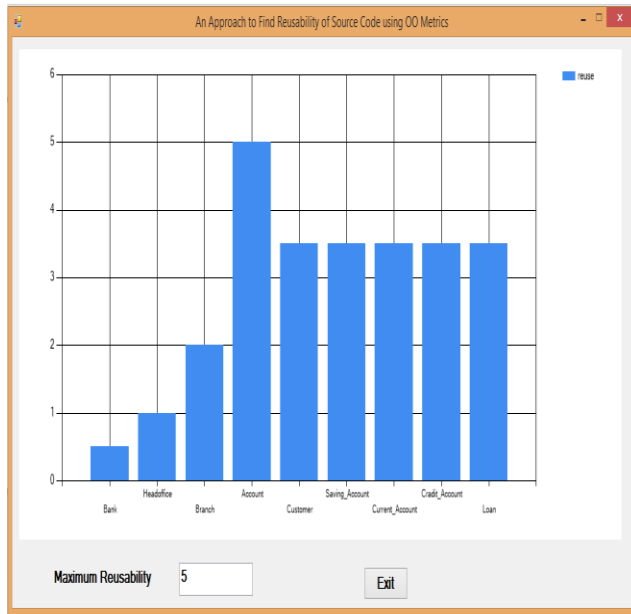 An Approach to Find Reusability of Source Code using OO Metrics
x
6
reuse
5
4
3
2
1
0
Headoffice Account Saving_Account Cradit_Account
Bank Branch Customer Current_Account Loan
Maximum Reusability 5 Exit